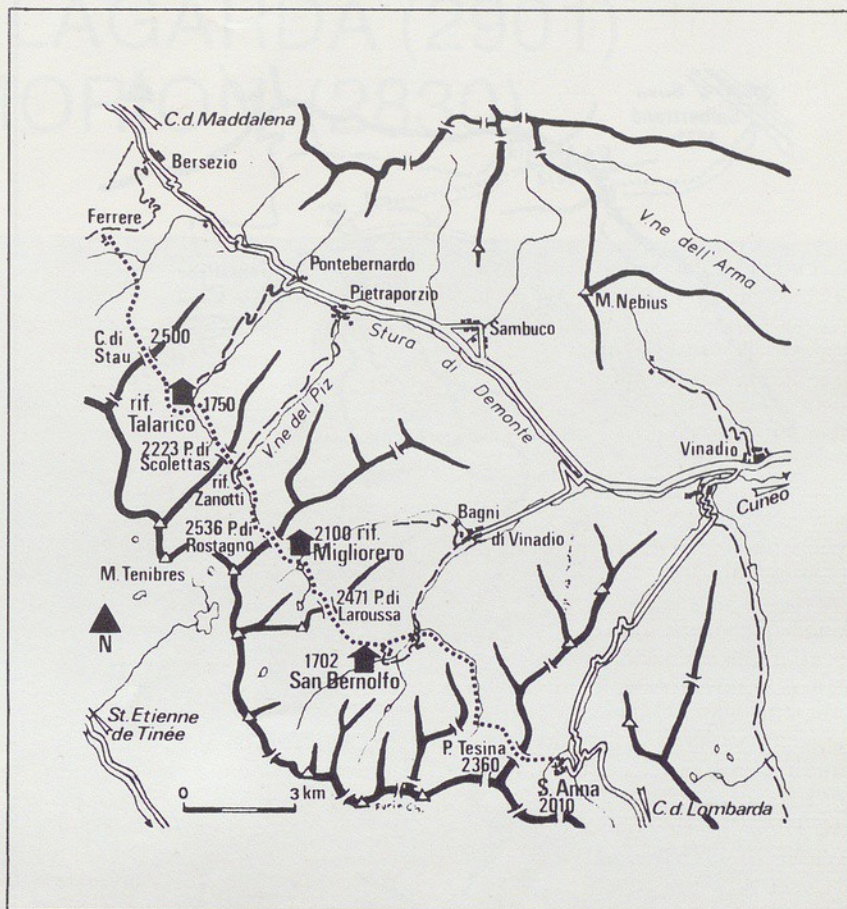 C.d.Maddalena
Bersezio
Ferrere
V.ne dell'Arma
Pontebernardo
Pietraporzio
M. Nebius
Sambuco
C. di
Stau
2500
Stura di Demonte
rif.
Talarico
1750
V.ne del Piz
2223 P. di
Scolettas
Vinadio
rif.
Zanotti
Cuneo
Bagni
di Vinadio
2536 P. di
Rostagno
2100 rif.
Migliorero
M. Tenibres
2471 P. di
Laroussa
N
1702
San Bernolfo
St. Etienne
de Tinée
P. Tesina
2360
S. Anna
2010
0 3 km
C.d. Lombarda